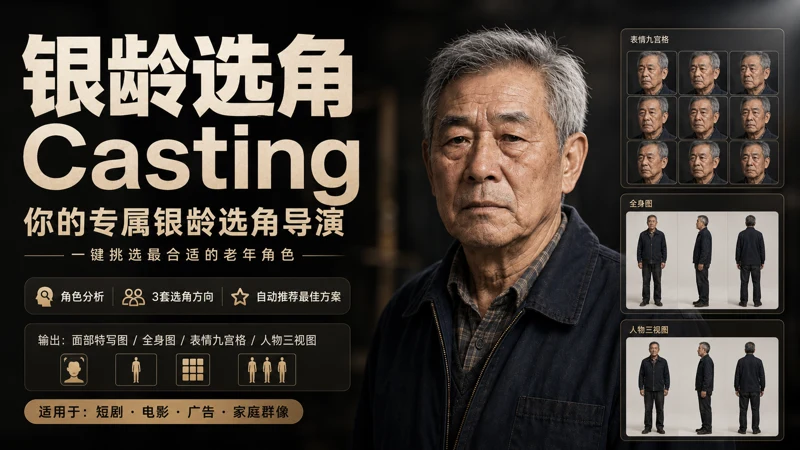 银龄选角
Casting
你的专属银龄选角导演
一键挑选最合适的老年角色
角色分析
3套选角方向
自动推荐最佳方案
输出：面部特写图 / 全身图 / 表情九宫格 / 人物三视图
适用于：短剧 · 电影 · 广告 · 家庭群像
表情九宫格
全身图
人物三视图